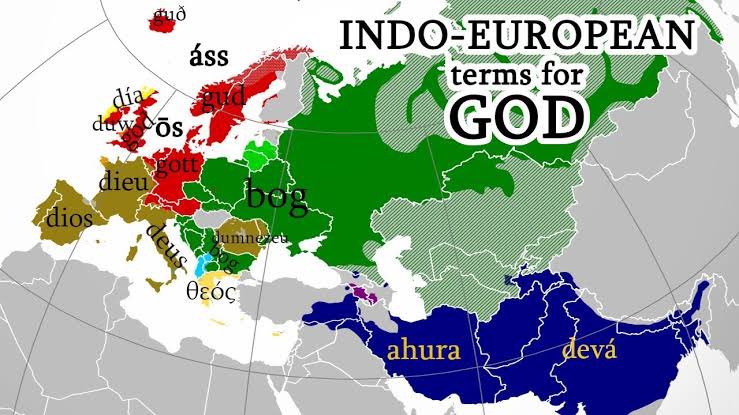 INDO-EUROPEAN
terms for
GOD
guð
áss
gud
día
duw
god
ōs
gott
dieu
bog
dios
deus
dumnezeu
bog
θεός
ahura
devá